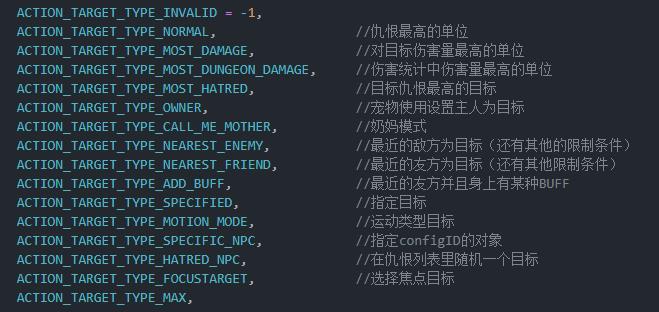 ACTION_TARGET_TYPE_INVALID = -1,
ACTION_TARGET_TYPE_NORMAL, //仇恨最高的单位
ACTION_TARGET_TYPE_MOST_DAMAGE, //对目标伤害量最高的单位
ACTION_TARGET_TYPE_MOST_DUNGEON_DAMAGE, //伤害统计中伤害量最高的单位
ACTION_TARGET_TYPE_MOST_HATRED, //目标仇恨最高的目标
ACTION_TARGET_TYPE_OWNER, //宠物使用设置主人为目标
ACTION_TARGET_TYPE_CALL_ME_MOTHER, //奶妈模式
ACTION_TARGET_TYPE_NEAREST_ENEMY, //最近的敌方为目标（还有其他的限制条件）
ACTION_TARGET_TYPE_NEAREST_FRIEND, //最近的友方为目标（还有其他限制条件）
ACTION_TARGET_TYPE_ADD_BUFF, //最近的友方并且身上有某种BUFF
ACTION_TARGET_TYPE_SPECIFIED, //指定目标
ACTION_TARGET_TYPE_MOTION_MODE, //运动类型目标
ACTION_TARGET_TYPE_SPECIFIC_NPC, //指定configID的对象
ACTION_TARGET_TYPE_HATRED_NPC, //在仇恨列表里随机一个目标
ACTION_TARGET_TYPE_FOCUSTARGET, //选择焦点目标
ACTION_TARGET_TYPE_MAX,